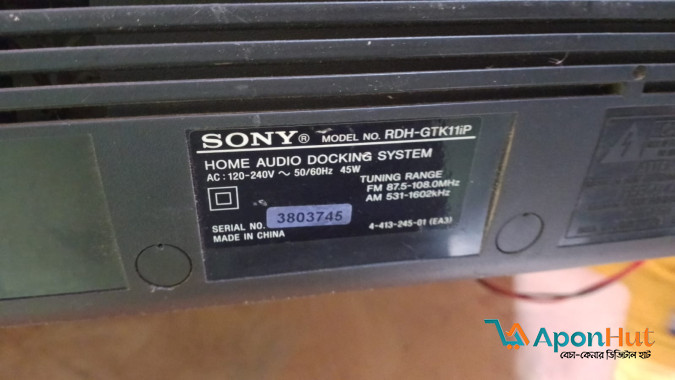 SONY® MODEL NO. RDH-GTK11iP
HOME AUDIO DOCKING SYSTEM
AC: 120-240V ~ 50/60Hz 45W
TUNING RANGE
FM 87.5-108.0MHz
AM 531-1602kHz
SERIAL NO. 3803745
MADE IN CHINA
4-413-245-01 (EA3)
AponHut
বেচা-কেনার ডিজিটাল হাট